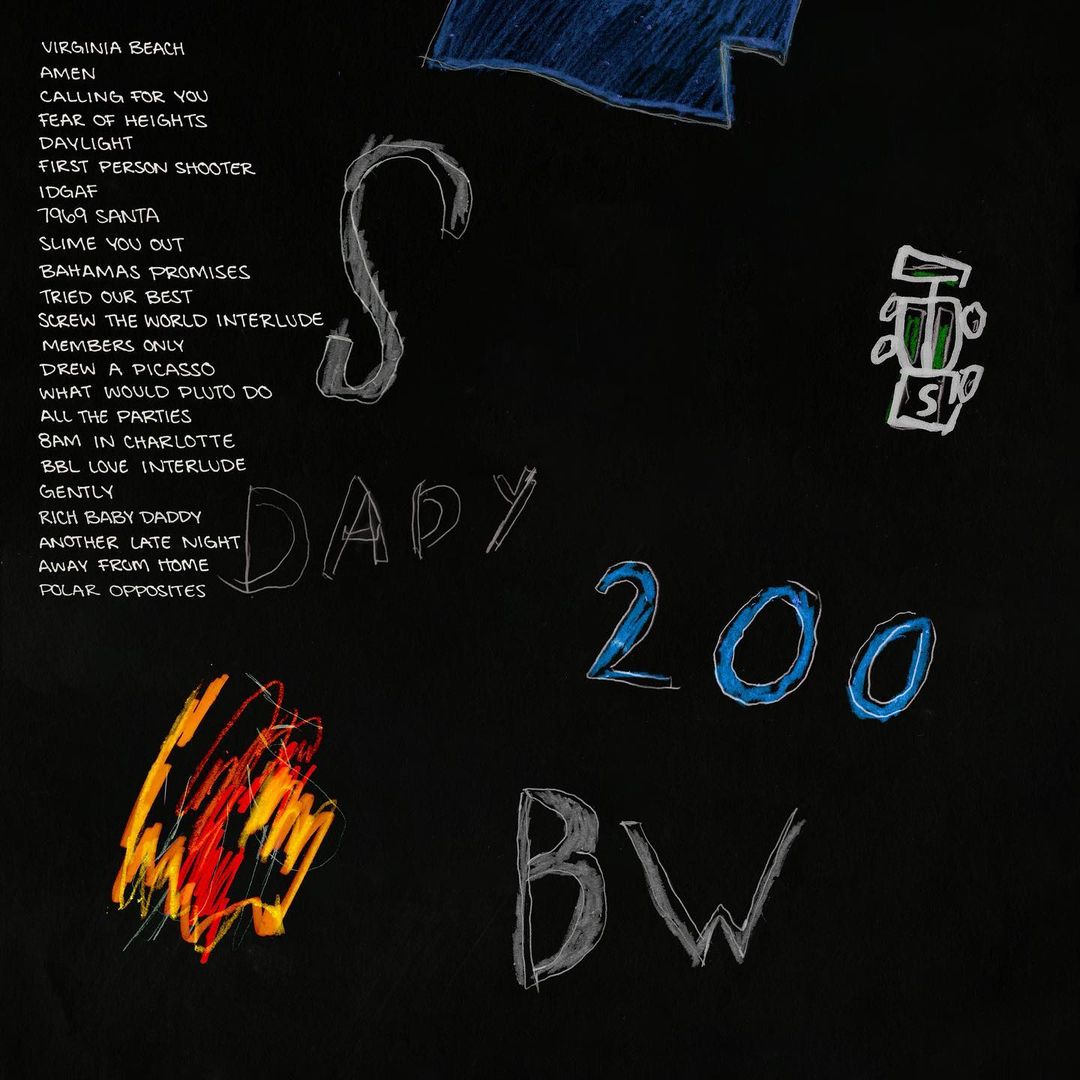 VIRGINIA BEACH
AMEN
CALLING FOR YOU
FEAR OF HEIGHTS
DAYLIGHT
FIRST PERSON SHOOTER
IDGAF
7969 SANTA
SLIME YOU OUT
BAHAMAS PROMISES
TRIED OUR BEST
SCREW THE WORLD INTERLUDE
MEMBERS ONLY
DREW A PICASSO
WHAT WOULD PLUTO DO
ALL THE PARTIES
8AM IN CHARLOTTE
BBL LOVE INTERLUDE
GENTLY
RICH BABY DADDY
ANOTHER LATE NIGHT
AWAY FROM HOME
POLAR OPPOSITES
S
S
DADY
200
BW